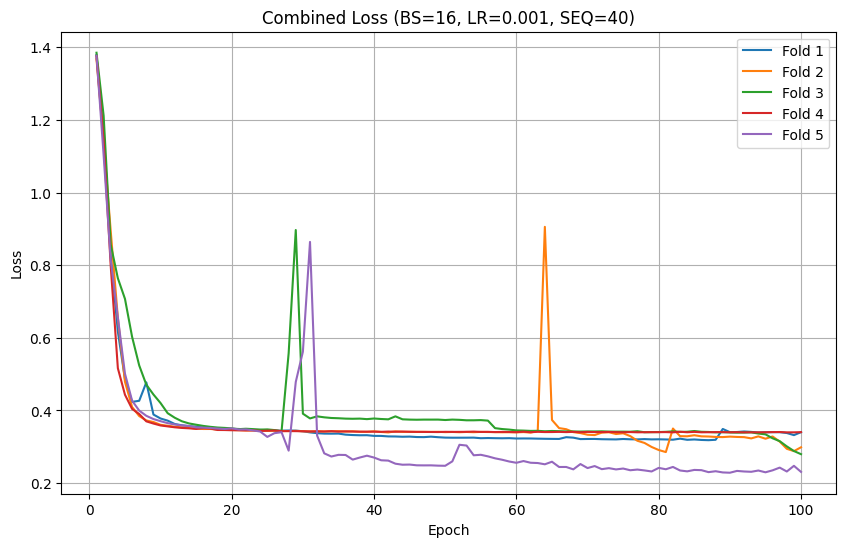 Combined Loss (BS=16, LR=0.001, SEQ=40)
Fold 1
Fold 2
Fold 3
Fold 4
Fold 5
Loss
1.4
1.2
1.0
0.8
0.6
0.4
0.2
0 20 40 60 80 100
Epoch